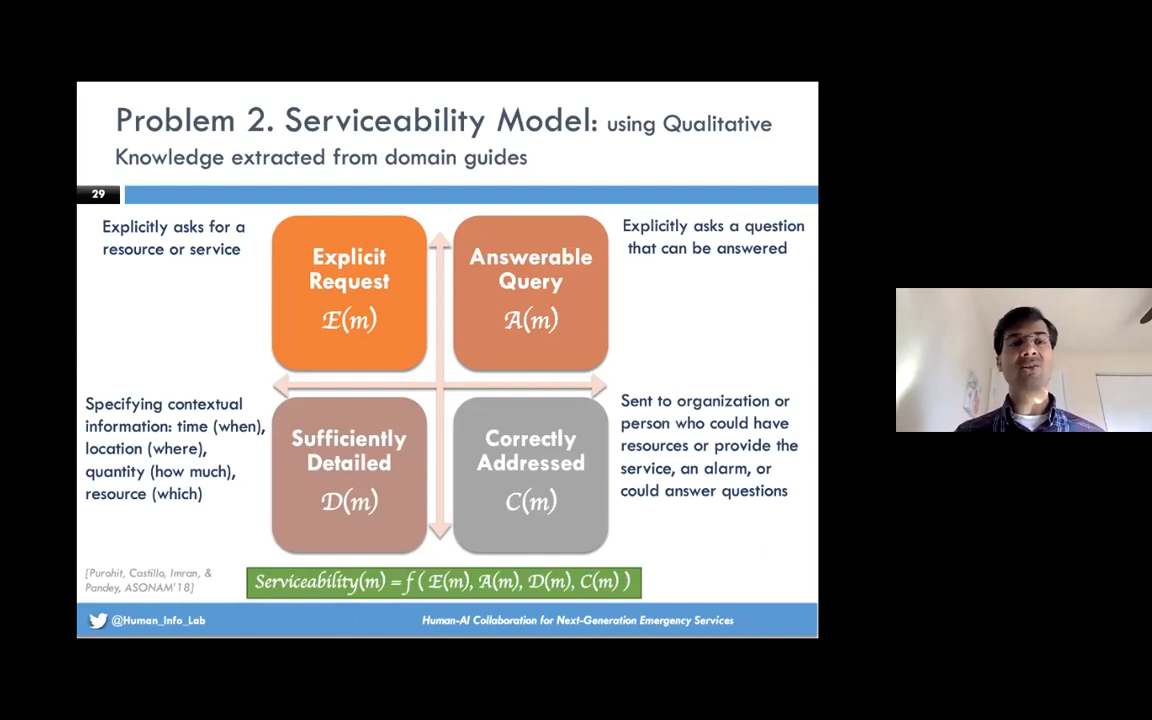 Problem 2. Serviceability Model: using Qualitative
Knowledge extracted from domain guides
29
Explicitly asks for a
resource or service
Explicit
Request
E(m)
Answerable
Query
A(m)
Explicitly asks a question
that can be answered
Specifying contextual
information: time (when),
location (where),
quantity (how much),
resource (which)
Sufficiently
Detailed
D(m)
Correctly
Addressed
C(m)
Sent to organization or
person who could have
resources or provide the
service, an alarm, or
could answer questions
[Purohit, Castillo, Imran, &
Pandey, ASONAM'18]
Serviceability(m) = f ( E(m), A(m), D(m), C(m) )
@Human_Info_Lab
Human-AI Collaboration for Next-Generation Emergency Services